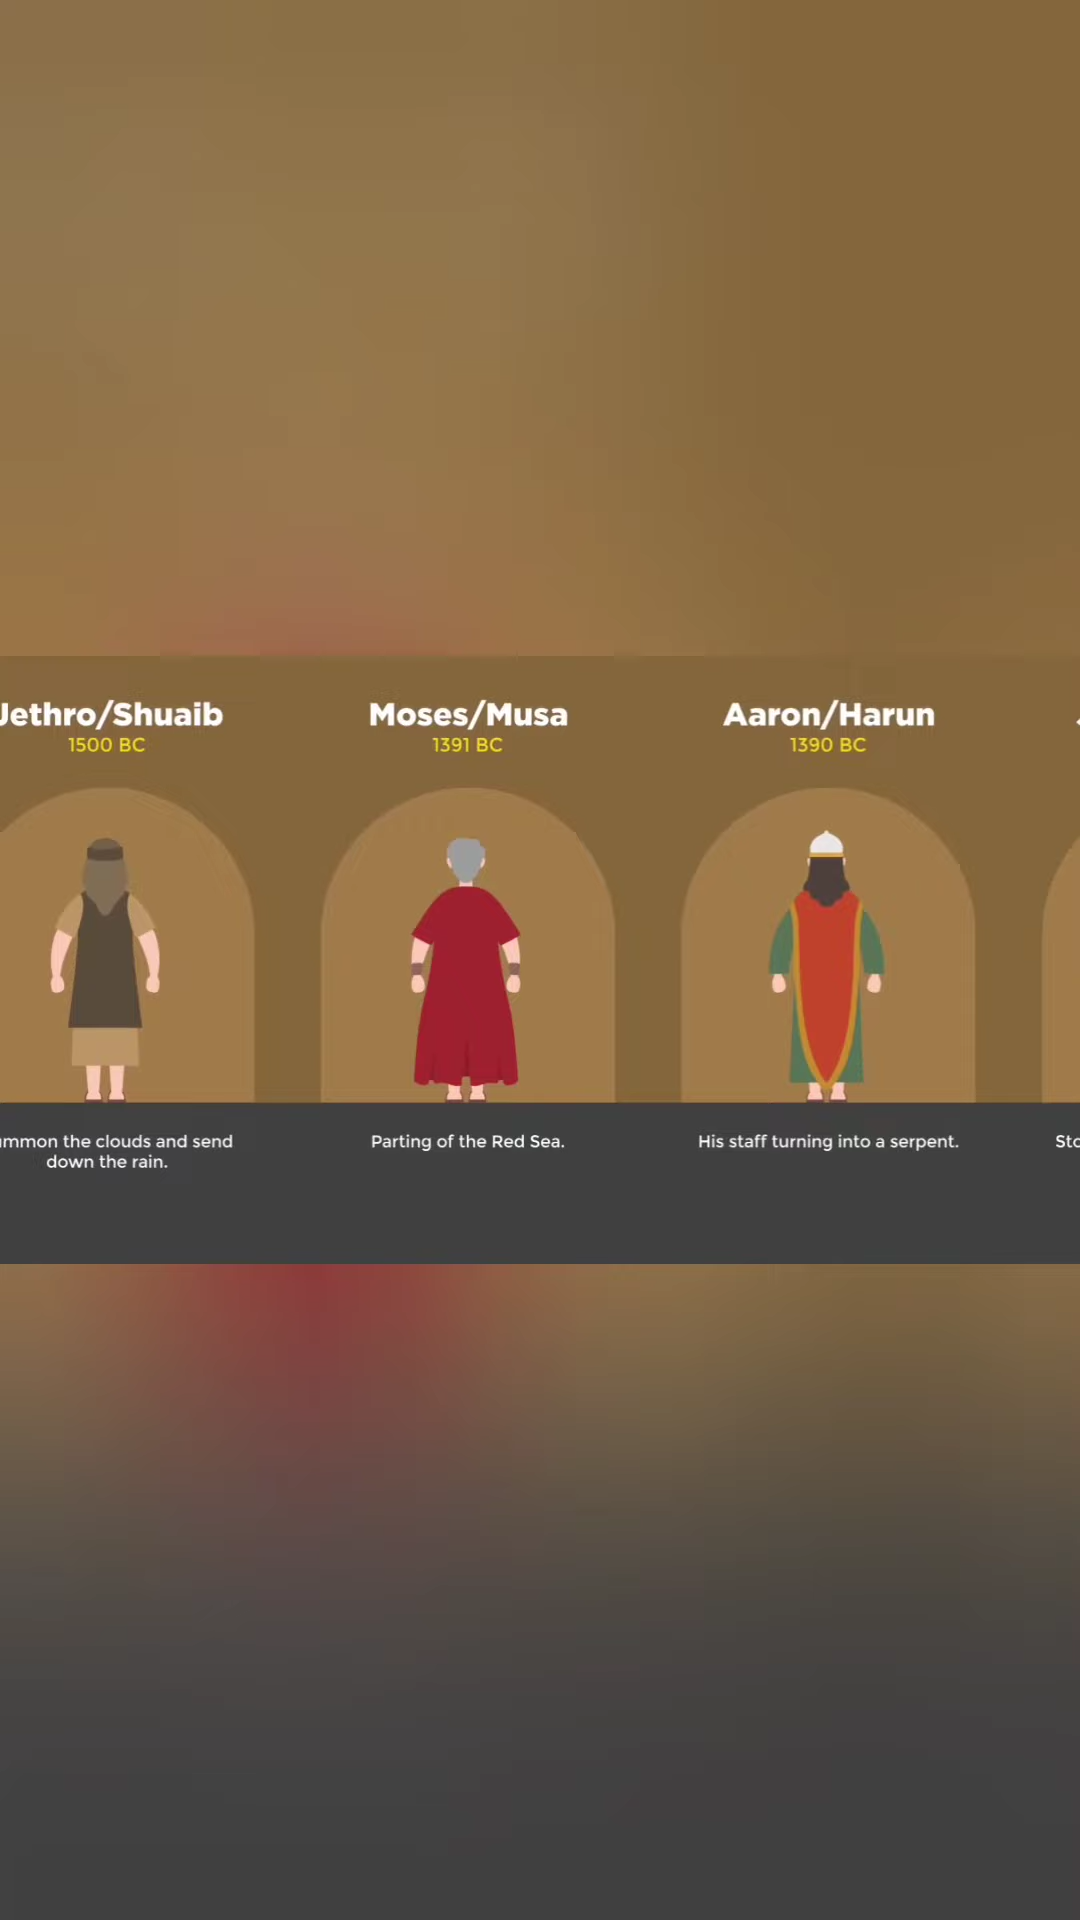 Jethro/Shuaib
1500 BC
Moses/Musa
1391 BC
Aaron/Harun
1390 BC
the clouds and send
down the rain.
Parting of the Red Sea.
His staff turning into a serpent.